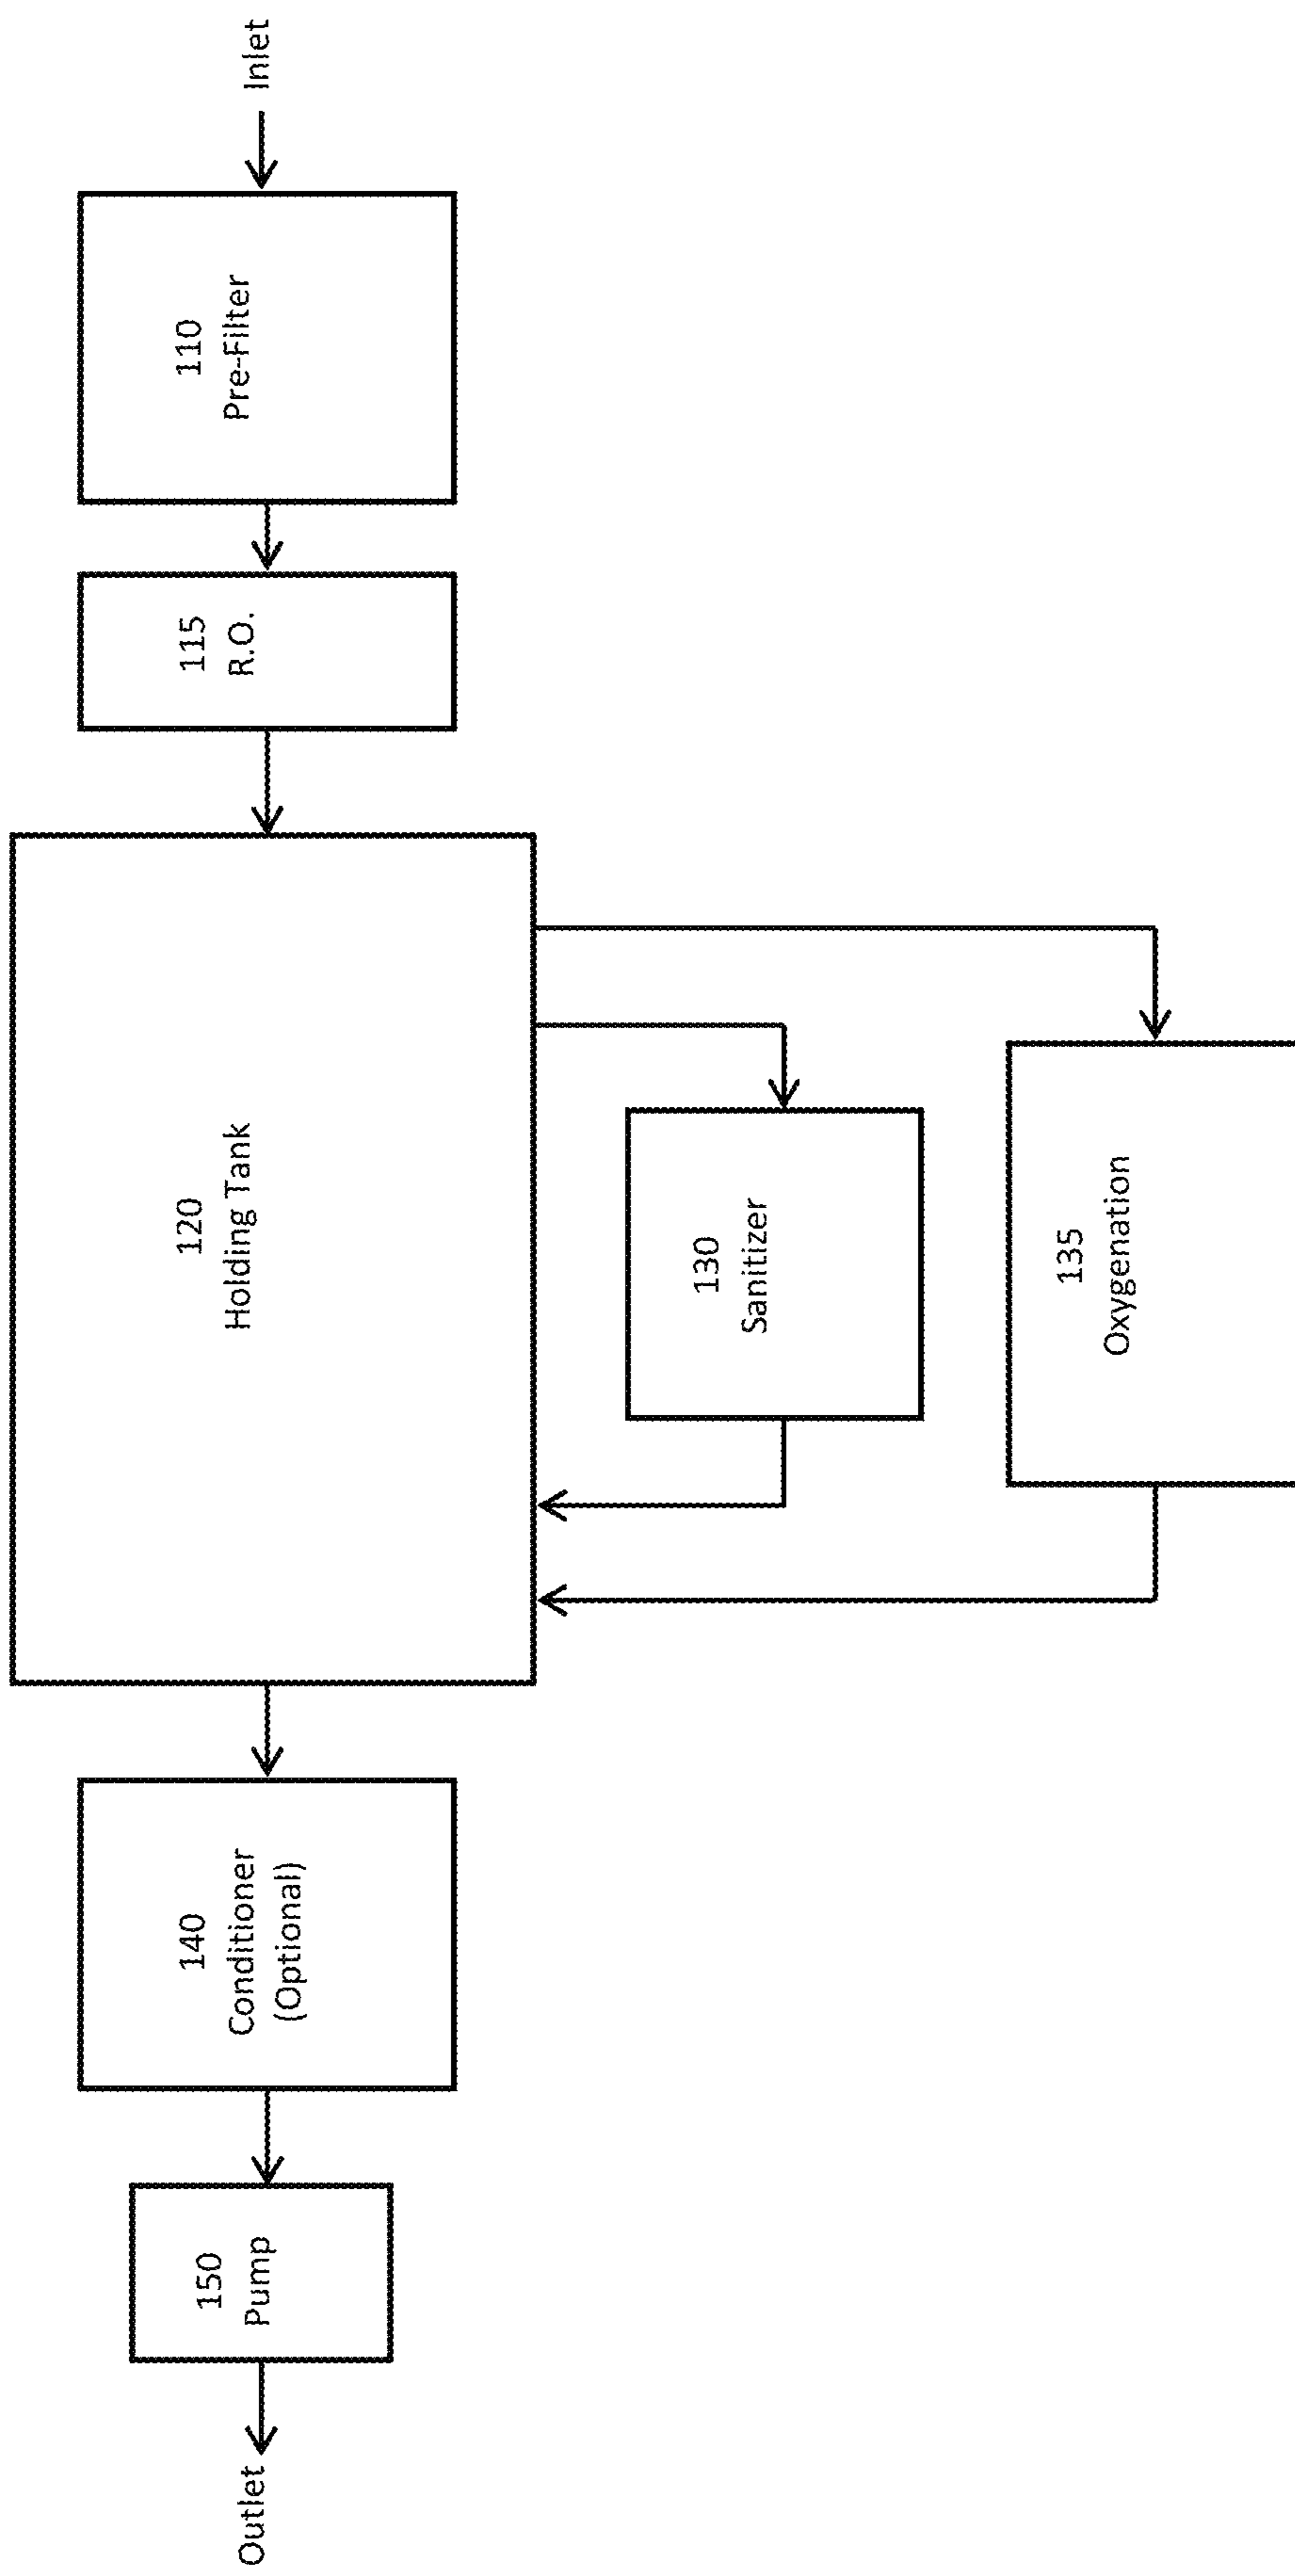 Inlet
110
Pre-Filter
115
R.O.
120
Holding Tank
130
Sanitizer
135
Oxygenation
140
Conditioner
(Optional)
150
Pump
Outlet